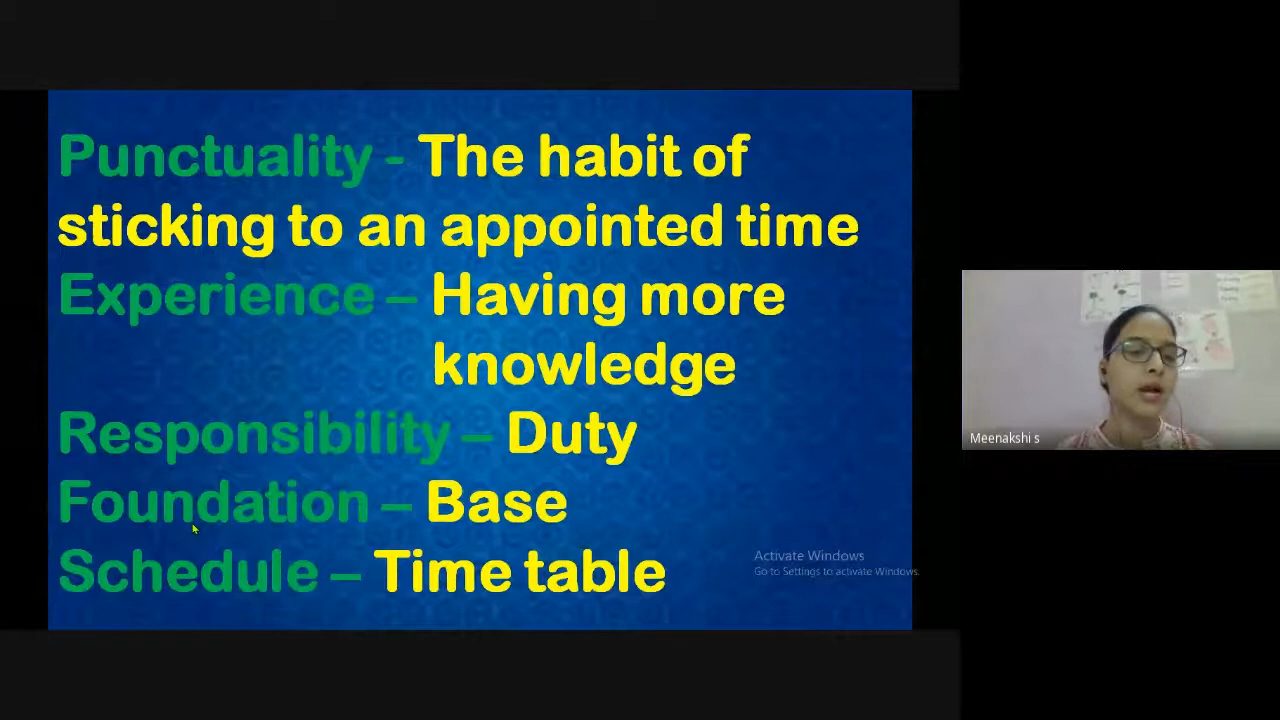 Punctuality - The habit of
sticking to an appointed time
Experience – Having more
knowledge
Responsibility – Duty
Foundation – Base
Schedule – Time table
Activate Windows
Go to Settings to activate Windows.
Meenakshi s